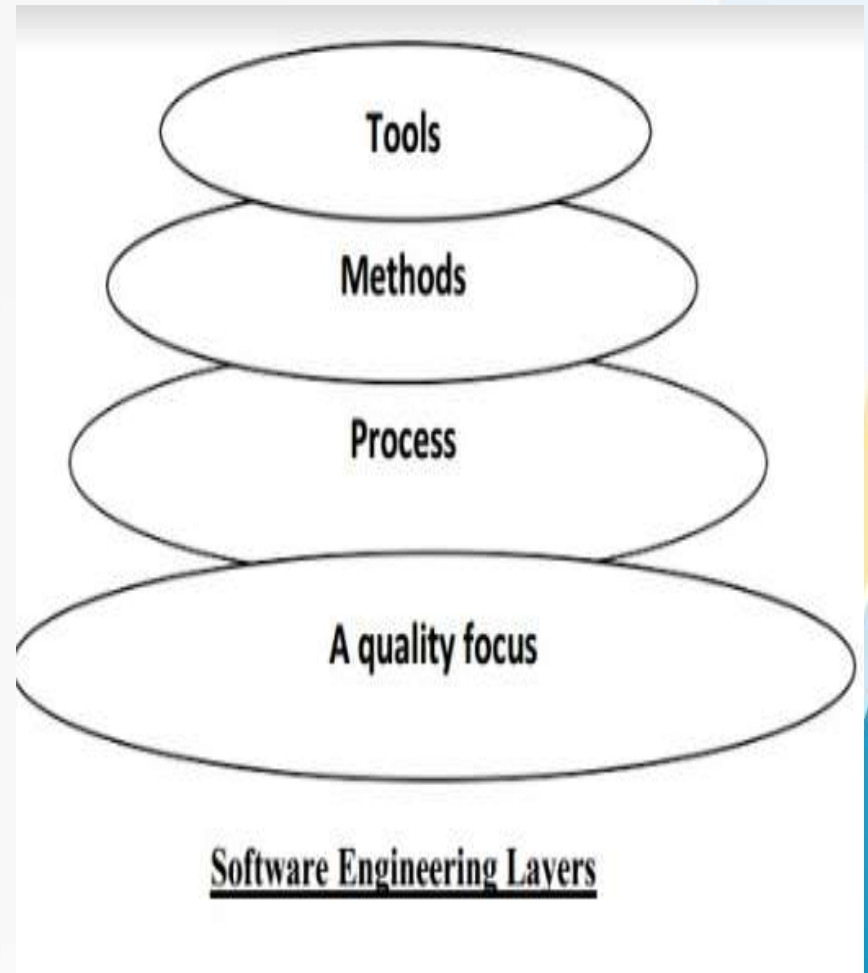 Tools
Methods
Process
A quality focus
Software Engineering Layers